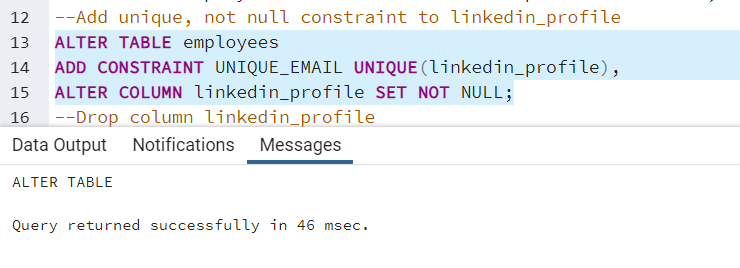 12 --Add unique, not null constraint to linkedin_profile
13 ALTER TABLE employees
14 ADD CONSTRAINT UNIQUE_EMAIL UNIQUE(linkedin_profile),
15 ALTER COLUMN linkedin_profile SET NOT NULL;
16 --Drop column linkedin_profile
Data Output Notifications Messages
ALTER TABLE
Query returned successfully in 46 msec.